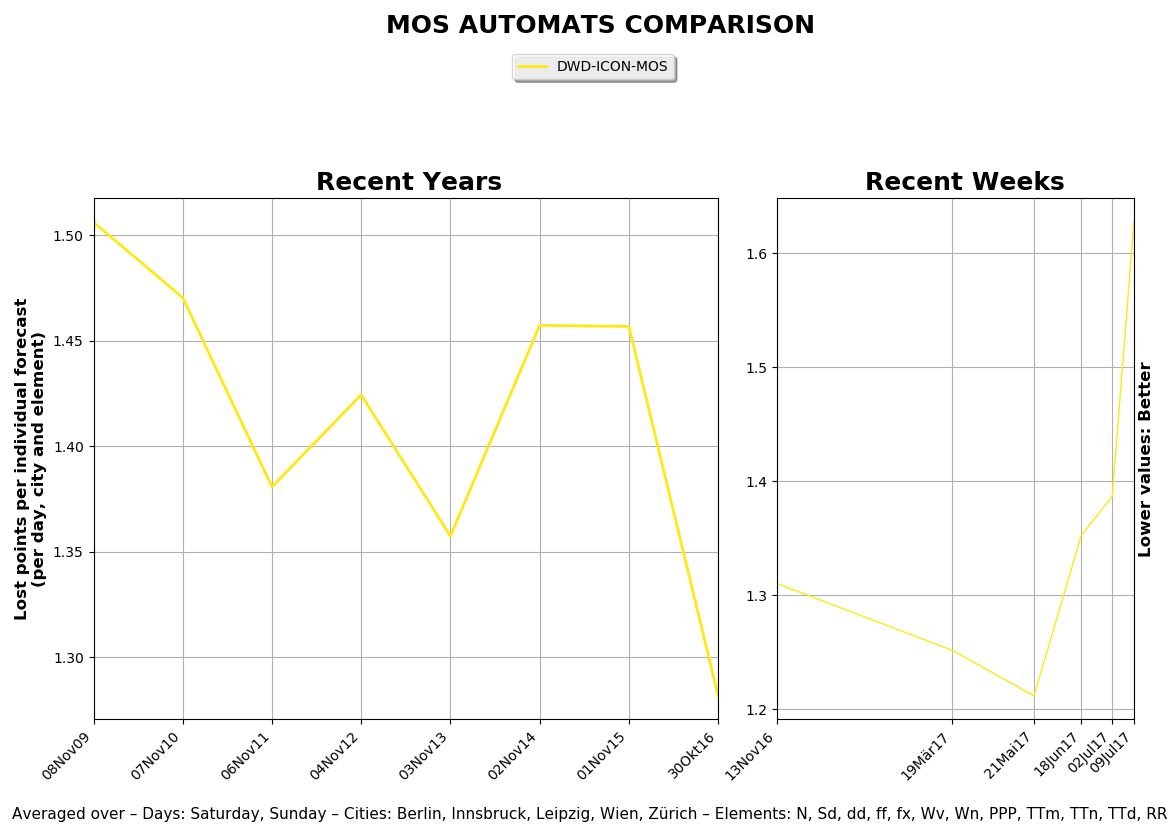 MOS AUTOMATS COMPARISON
DWD-ICON-MOS
Recent Years
Lost points per individual forecast
(per day, city and element)
1.50
1.45
1.40
1.35
1.30
08Nov09
07Nov10
06Nov11
04Nov12
03Nov13
02Nov14
01Nov15
30Okt16
Recent Weeks
1.6
1.5
1.4
1.3
1.2
13Nov16
19Mär17
21Mai17
18Jun17
02Jul17
09Jul17
Lower values: Better
Averaged over – Days: Saturday, Sunday – Cities: Berlin, Innsbruck, Leipzig, Wien, Zürich – Elements: N, Sd, dd, ff, fx, Wv, Wn, PPP, TTm, TTn, TTd, RR